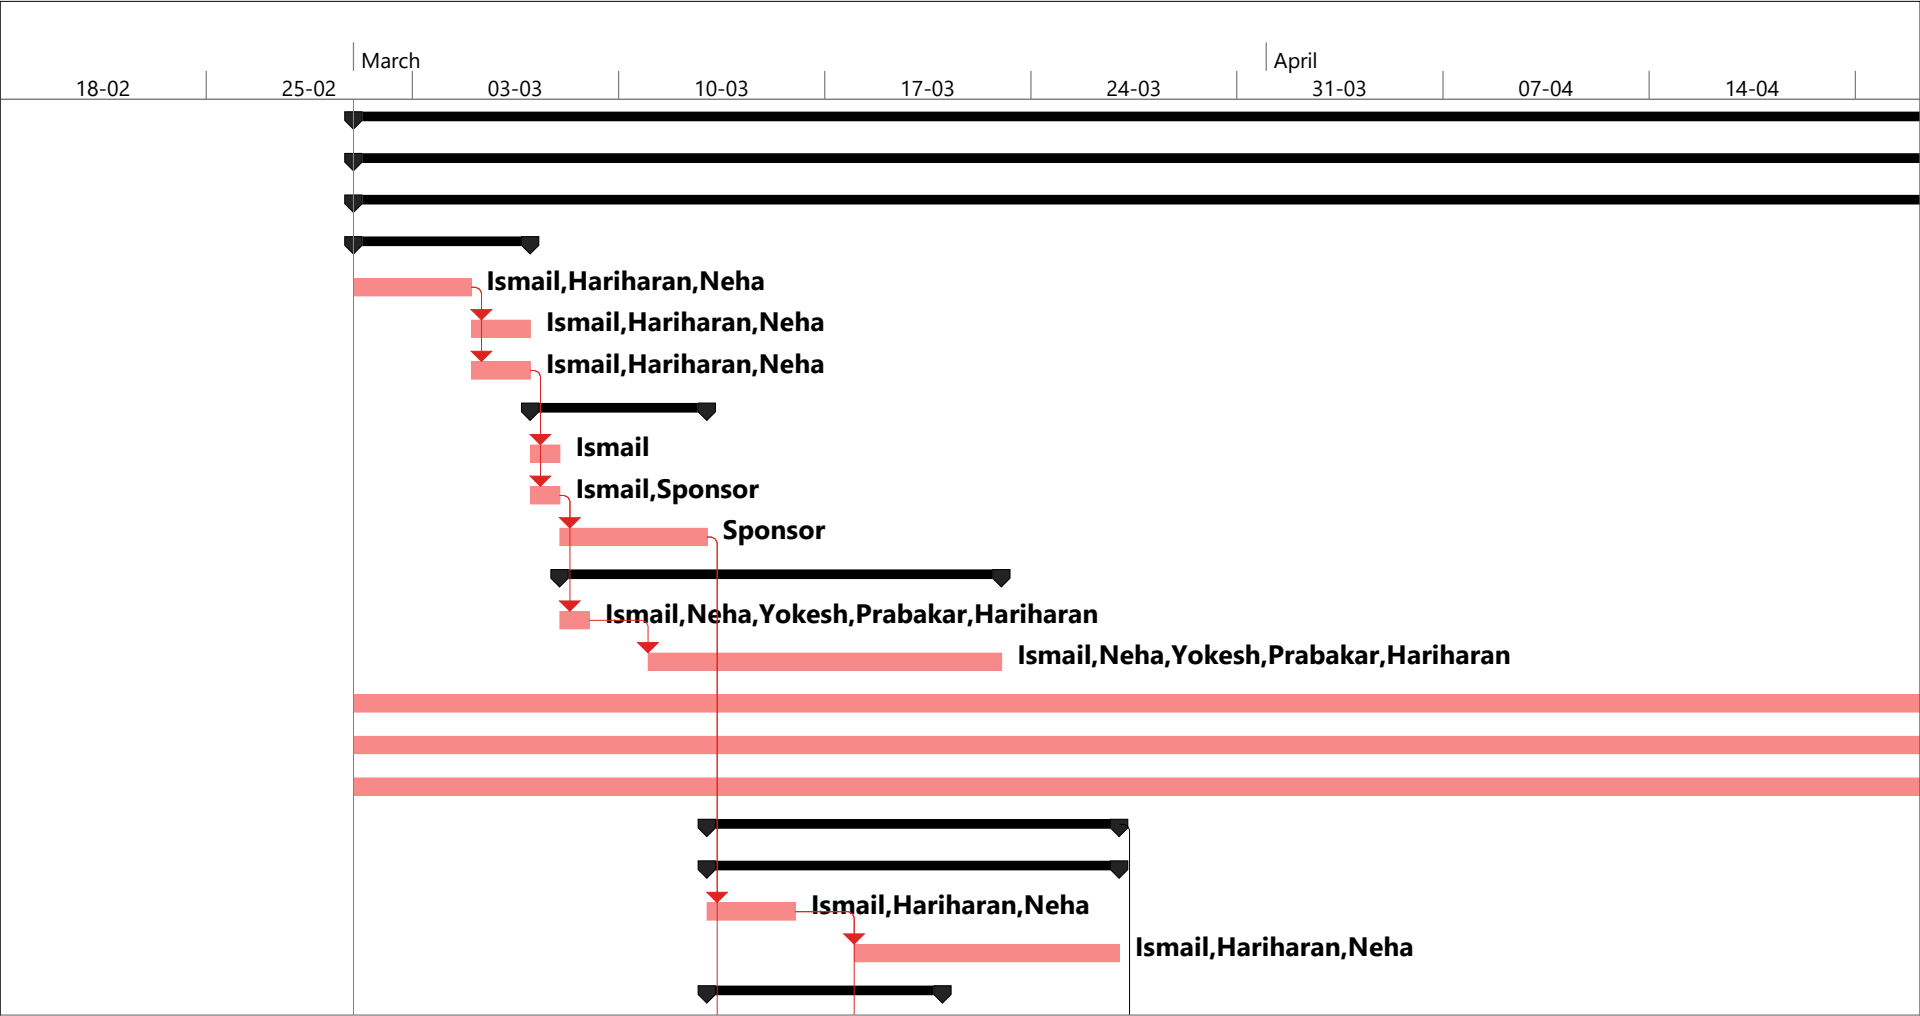 March April
18-02 25-02 03-03 10-03 17-03 24-03 31-03 07-04 14-04
Ismail,Hariharan,Neha
Ismail,Hariharan,Neha
Ismail,Hariharan,Neha
Ismail
Ismail,Sponsor
Sponsor
Ismail,Neha,Yokesh,Prabakar,Hariharan
Ismail,Neha,Yokesh,Prabakar,Hariharan
Ismail,Hariharan,Neha
Ismail,Hariharan,Neha